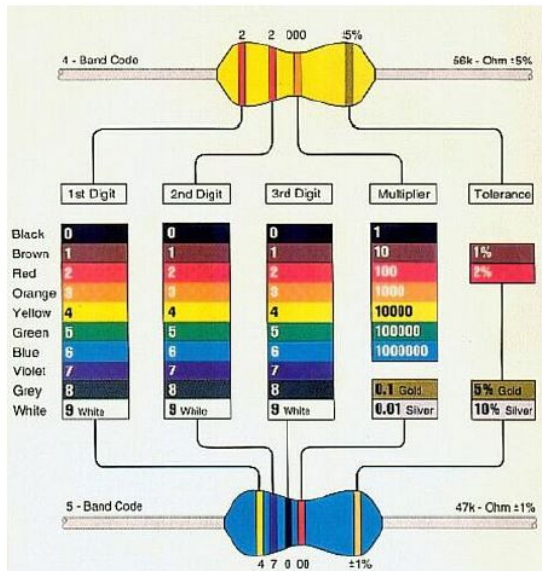 2 2 000 ±5%
4 - Band Code 56k - Ohm ±5%
1st Digit 2nd Digit 3rd Digit Multiplier Tolerance
Black 0 0 0 1
Brown 1 1 1 10 1%
Red 2 2 2 100 2%
Orange 3 3 3 1000
Yellow 4 4 4 10000
Green 5 5 5 100000
Blue 6 6 6 1000000
Violet 7 7 7
Grey 8 8 8 0.1 Gold 5% Gold
White 9 White 9 White 9 White 0.01 Silver 10% Silver
5 - Band Code 47k - Ohm ±1%
4 7 0 00 ±1%